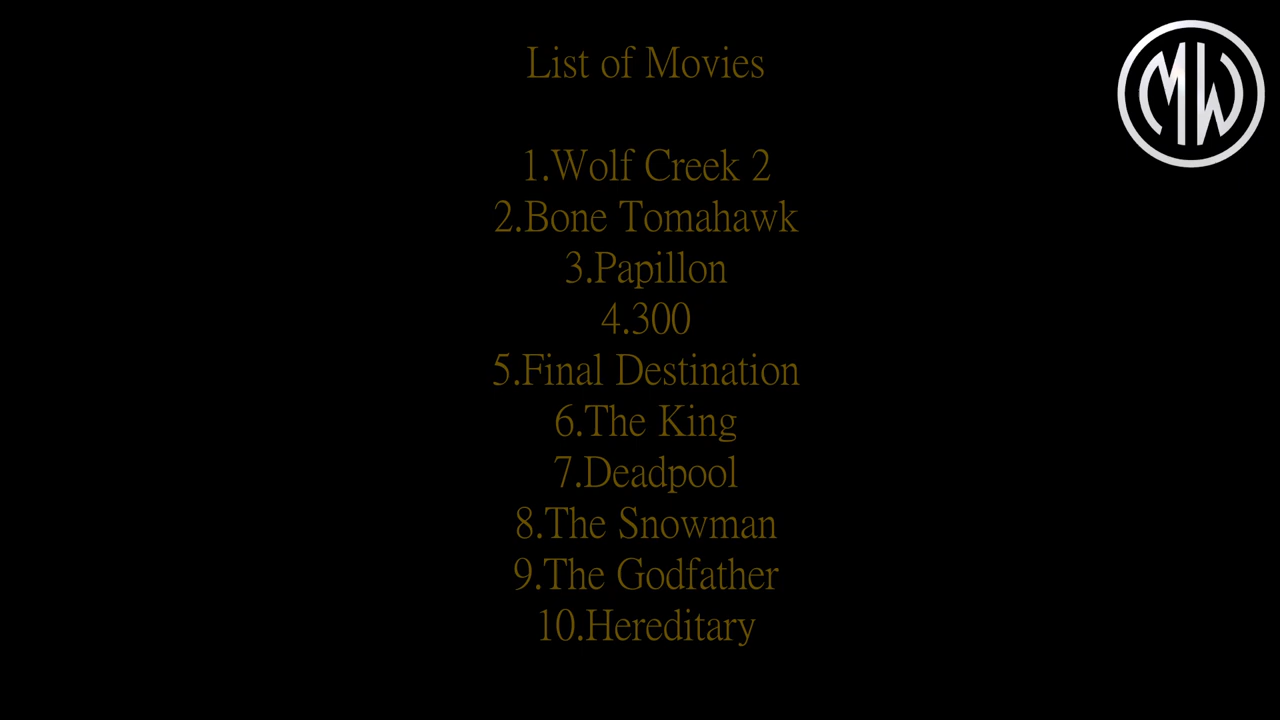 List of Movies
1.Wolf Creek 2
2.Bone Tomahawk
3.Papillon
4.300
5.Final Destination
6.The King
7.Deadpool
8.The Snowman
9.The Godfather
10.Hereditary
MW